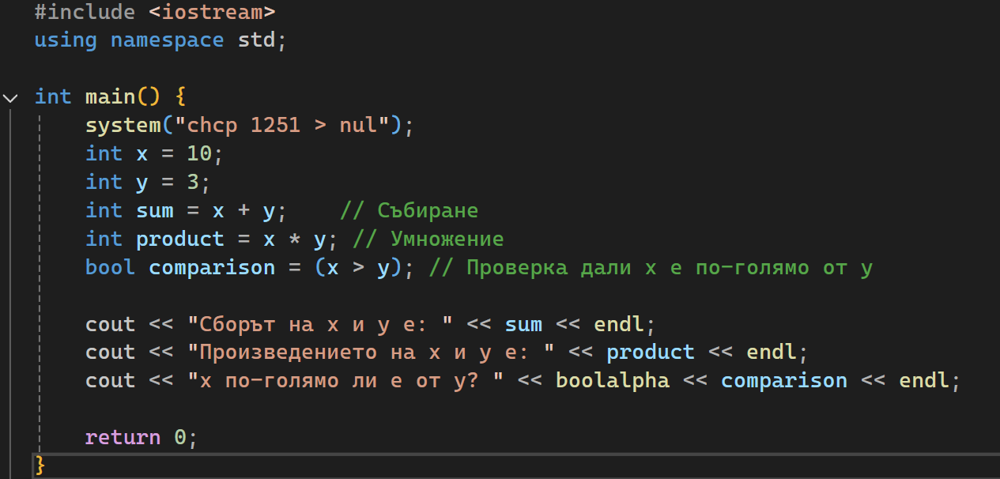 #include <iostream>
using namespace std;
int main() {
system("chcp 1251 > nul");
int x = 10;
int y = 3;
int sum = x + y;    // Събиране
int product = x * y; // Умножение
bool comparison = (x > y); // Проверка дали x е по-голямо от y
cout << "Сборът на x и y е: " << sum << endl;
cout << "Произведението на x и y е: " << product << endl;
cout << "x по-голямо ли е от y? " << boolalpha << comparison << endl;
return 0;
}